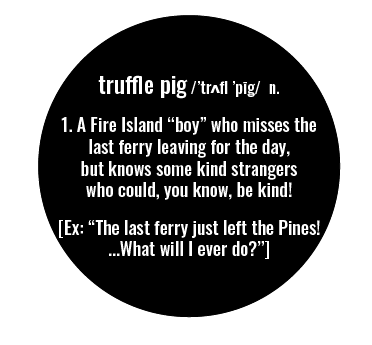 truffle pig /'trʌfl 'pīg/ n.
1. A Fire Island “boy” who misses the
last ferry leaving for the day,
but knows some kind strangers
who could, you know, be kind!
[Ex: “The last ferry just left the Pines!
...What will I ever do?”]